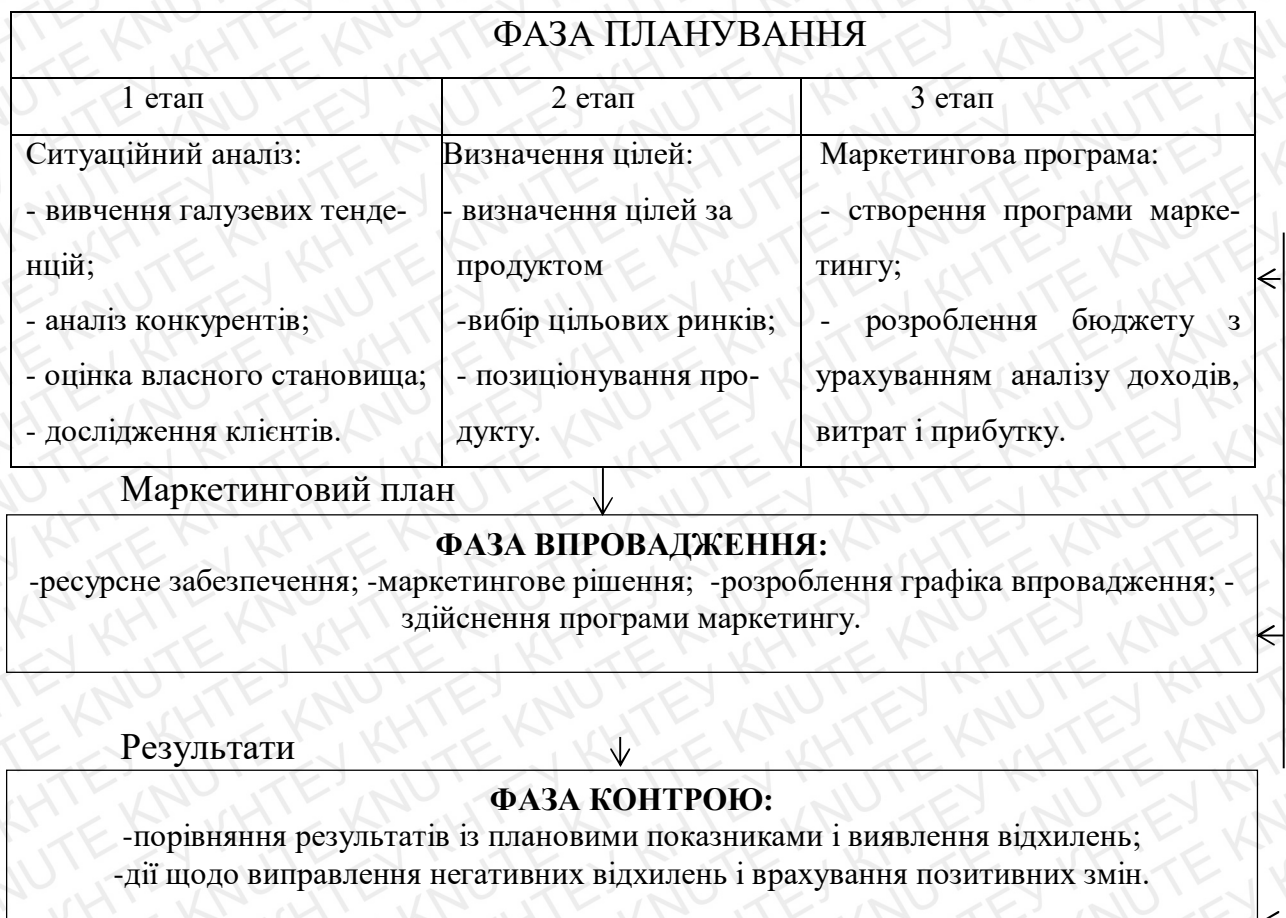 ФАЗА ПЛАНУВАННЯ
1 етап
2 етап
3 етап
Ситуаційний аналіз:
- вивчення галузевих тенде-
нцій;
- аналіз конкурентів;
- оцінка власного становища;
- дослідження клієнтів.
Визначення цілей:
- визначення цілей за
продуктом
-вибір цільових ринків;
- позиціонування про-
дукту.
Маркетингова програма:
- створення програми марке-
тингу;
- розроблення бюджету з
урахуванням аналізу доходів,
витрат і прибутку.
Маркетинговий план
ФАЗА ВПРОВАДЖЕННЯ:
-ресурсне забезпечення; -маркетингове рішення; -розроблення графіка впровадження; -
здійснення програми маркетингу.
Результати
ФАЗА КОНТРОЮ:
-порівняння результатів із плановими показниками і виявлення відхилень;
-дії щодо виправлення негативних відхилень і врахування позитивних змін.